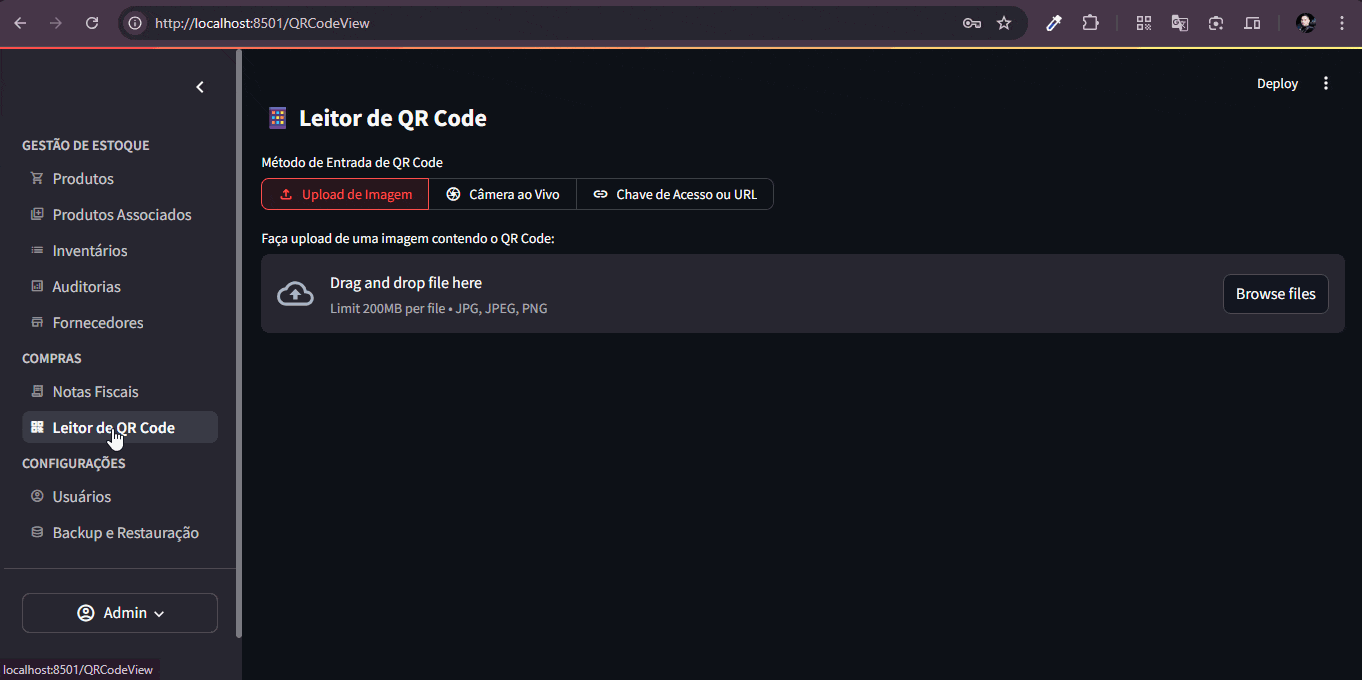 http://localhost:8501/QRCodeView
Deploy
GESTÃO DE ESTOQUE
Produtos
Produtos Associados
Inventários
Auditorias
Fornecedores
COMPRAS
Notas Fiscais
Leitor de QR Code
CONFIGURAÇÕES
Usuários
Backup e Restauração
Admin
localhost:8501/QRCodeView
Leitor de QR Code
Método de Entrada de QR Code
Upload de Imagem
Câmera ao Vivo
Chave de Acesso ou URL
Faça upload de uma imagem contendo o QR Code:
Drag and drop file here
Limit 200MB per file • JPG, JPEG, PNG
Browse files